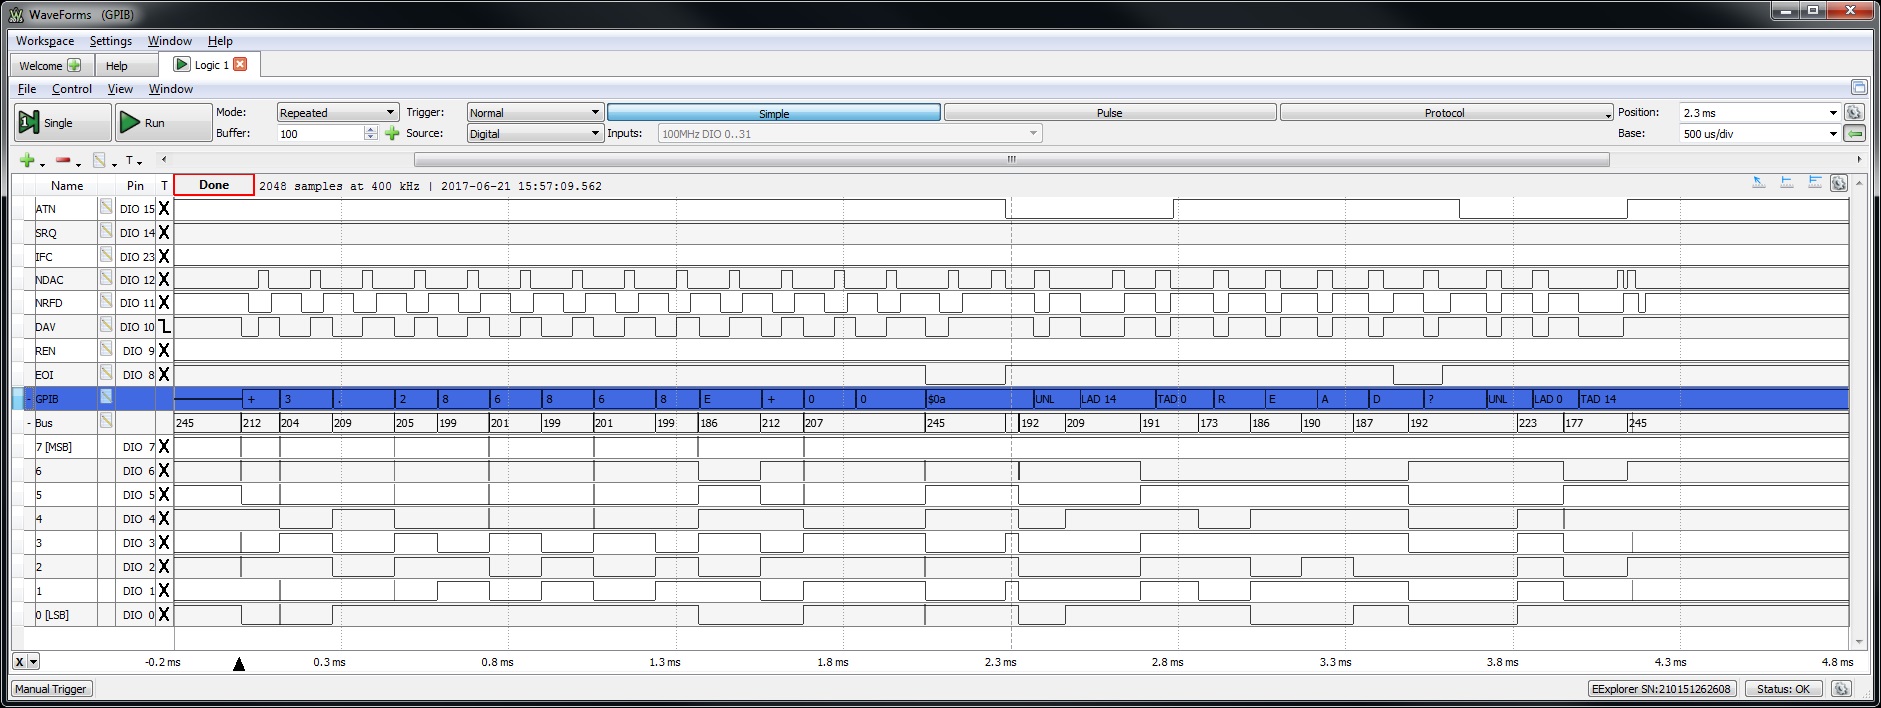 WaveForms (GPIB)
Workspace Settings Window Help
Welcome Help Logic 1
File Control View Window
Single Run Mode: Repeated Trigger: Normal Simple Pulse Protocol Position: 2.3 ms
Buffer: 100 Source: Digital Inputs: 100MHz DIO 0..31 Base: 500 us/div
T
Name Pin T Done 2048 samples at 400 kHz | 2017-06-21 15:57:09.562
ATN DIO 15 X
SRQ DIO 14 X
IFC DIO 23 X
NDAC DIO 12 X
NRFD DIO 11 X
DAV DIO 10
REN DIO 9 X
EOI DIO 8 X
- GPIB + 3 . 2 8 6 8 6 8 E + 0 0 $0a UNL LAD 14 TAD 0 R E A D ? UNL LAD 0 TAD 14
- Bus 245 212 204 209 205 199 201 199 201 199 186 212 207 245 192 209 191 173 186 190 187 192 223 177 245
7 [MSB] DIO 7 X
6 DIO 6 X
5 DIO 5 X
4 DIO 4 X
3 DIO 3 X
2 DIO 2 X
1 DIO 1 X
0 [LSB] DIO 0 X
X -0.2 ms 0.3 ms 0.8 ms 1.3 ms 1.8 ms 2.3 ms 2.8 ms 3.3 ms 3.8 ms 4.3 ms 4.8 ms
Manual Trigger EExplorer SN:210151262608 Status: OK